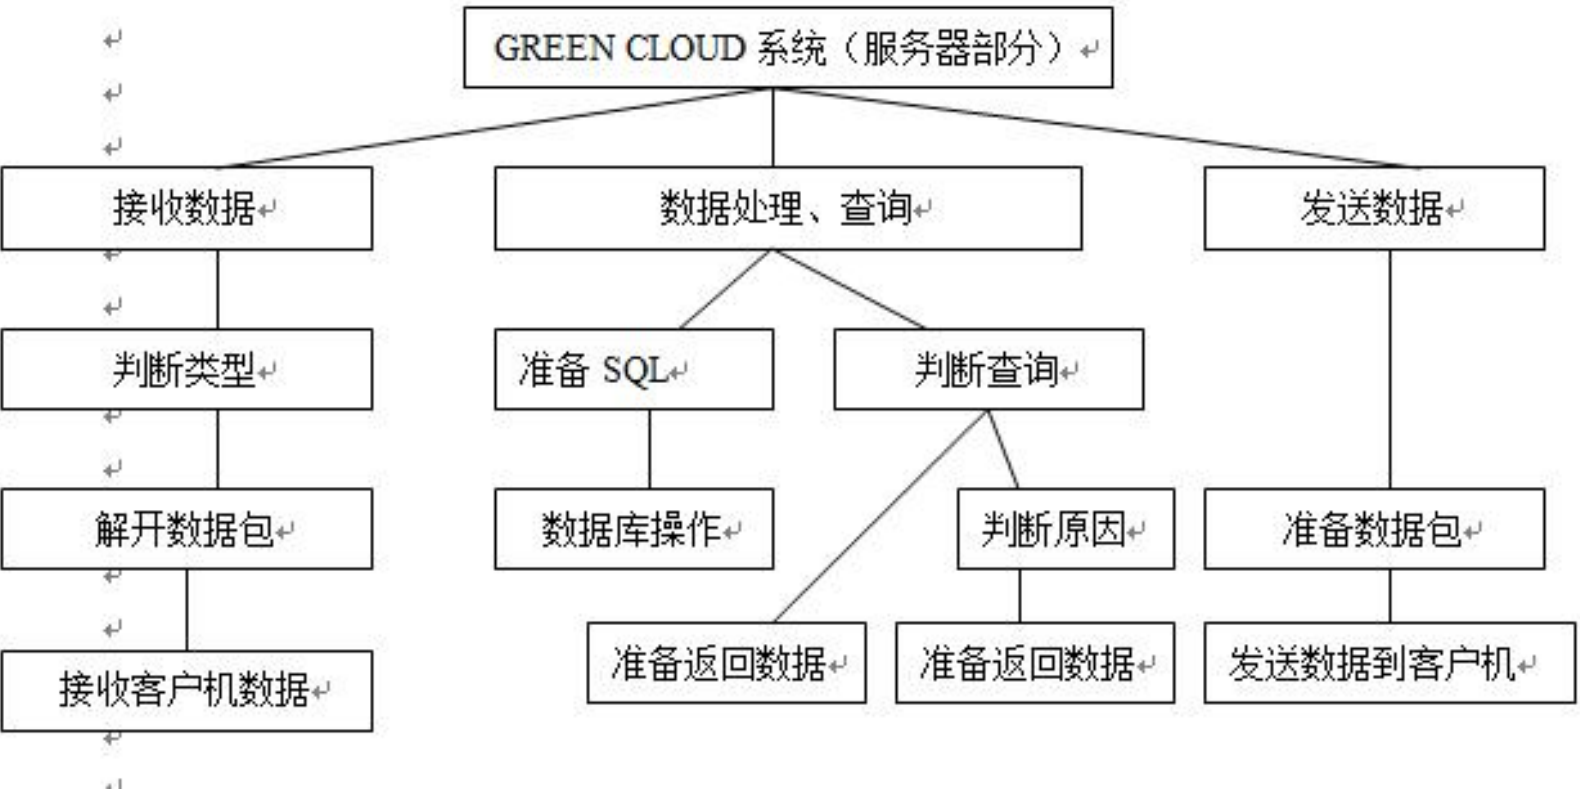 GREEN CLOUD 系统（服务器部分）
接收数据
数据处理、查询
发送数据
判断类型
准备 SQL
判断查询
解开数据包
数据库操作
判断原因
准备数据包
接收客户机数据
准备返回数据
准备返回数据
发送数据到客户机